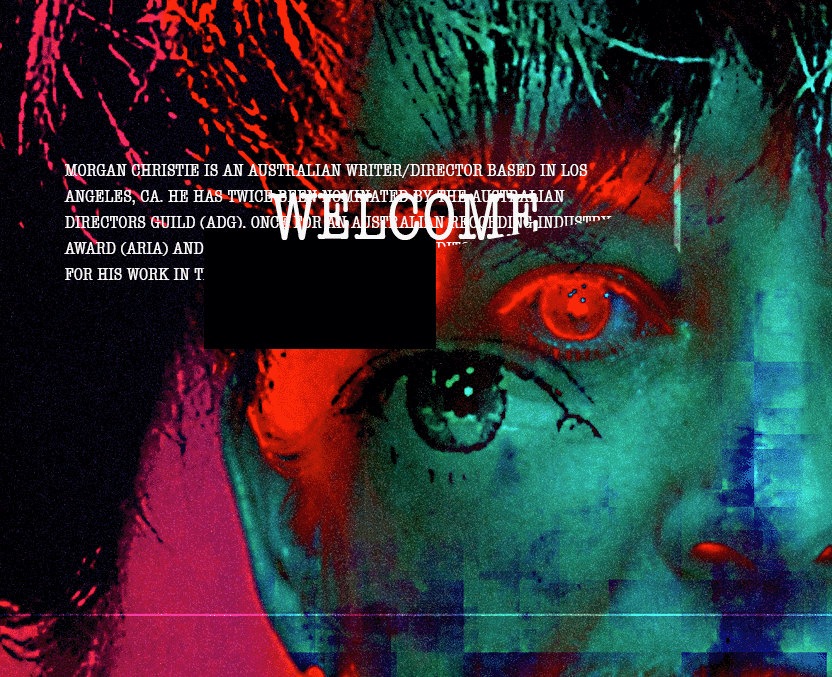 MORGAN CHRISTIE IS AN AUSTRALIAN WRITER/DIRECTOR BASED IN LOS
ANGELES, CA. HE HAS TWICE BEEN NOMINATED BY THE AUSTRALIAN
WELCOME
DIRECTORS GUILD (ADG). ONCE FOR AN AUSTRALIAN RECORDING INDUSTRY
AWARD (ARIA) AND
FOR HIS WORK IN